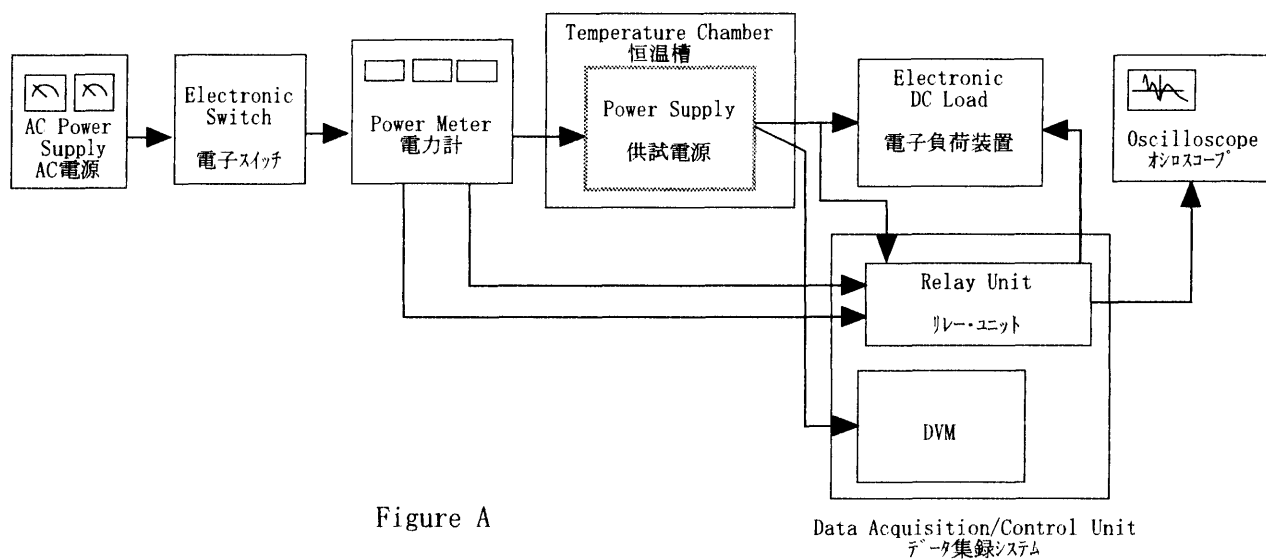 AC Power
Supply
AC電源
Electronic
Switch
電子スイッチ
Power Meter
電力計
Temperature Chamber
恒温槽
Power Supply
供試電源
Electronic
DC Load
電子負荷装置
Oscilloscope
オシロスコープ
Relay Unit
リレー・ユニット
DVM
Figure A
Data Acquisition/Control Unit
データ集録システム